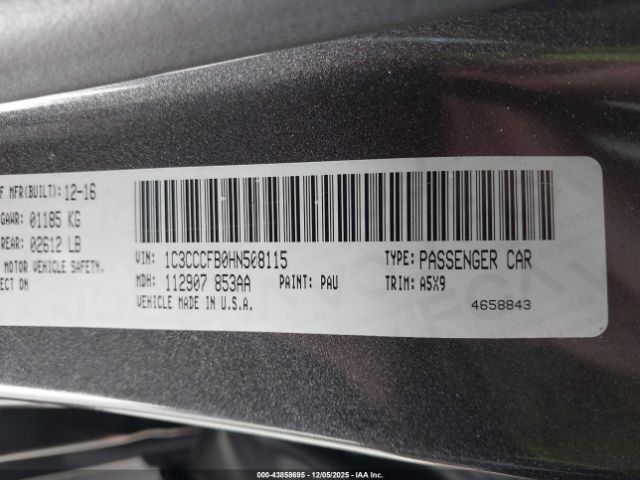 F MFR(BUILT): 12-16
GAWR: 01185 KG
REAR: 02612 LB
MOTOR VEHICLE SAFETY,
ECT ON
VIN: 1C3CCCFB0HN508115 TYPE: PASSENGER CAR
MDH: 112907 853AA PAINT: PAU TRIM: A5X9
VEHICLE MADE IN U.S.A.
4658843
00-43858695 • 12/05/2025 • IAA Inc.